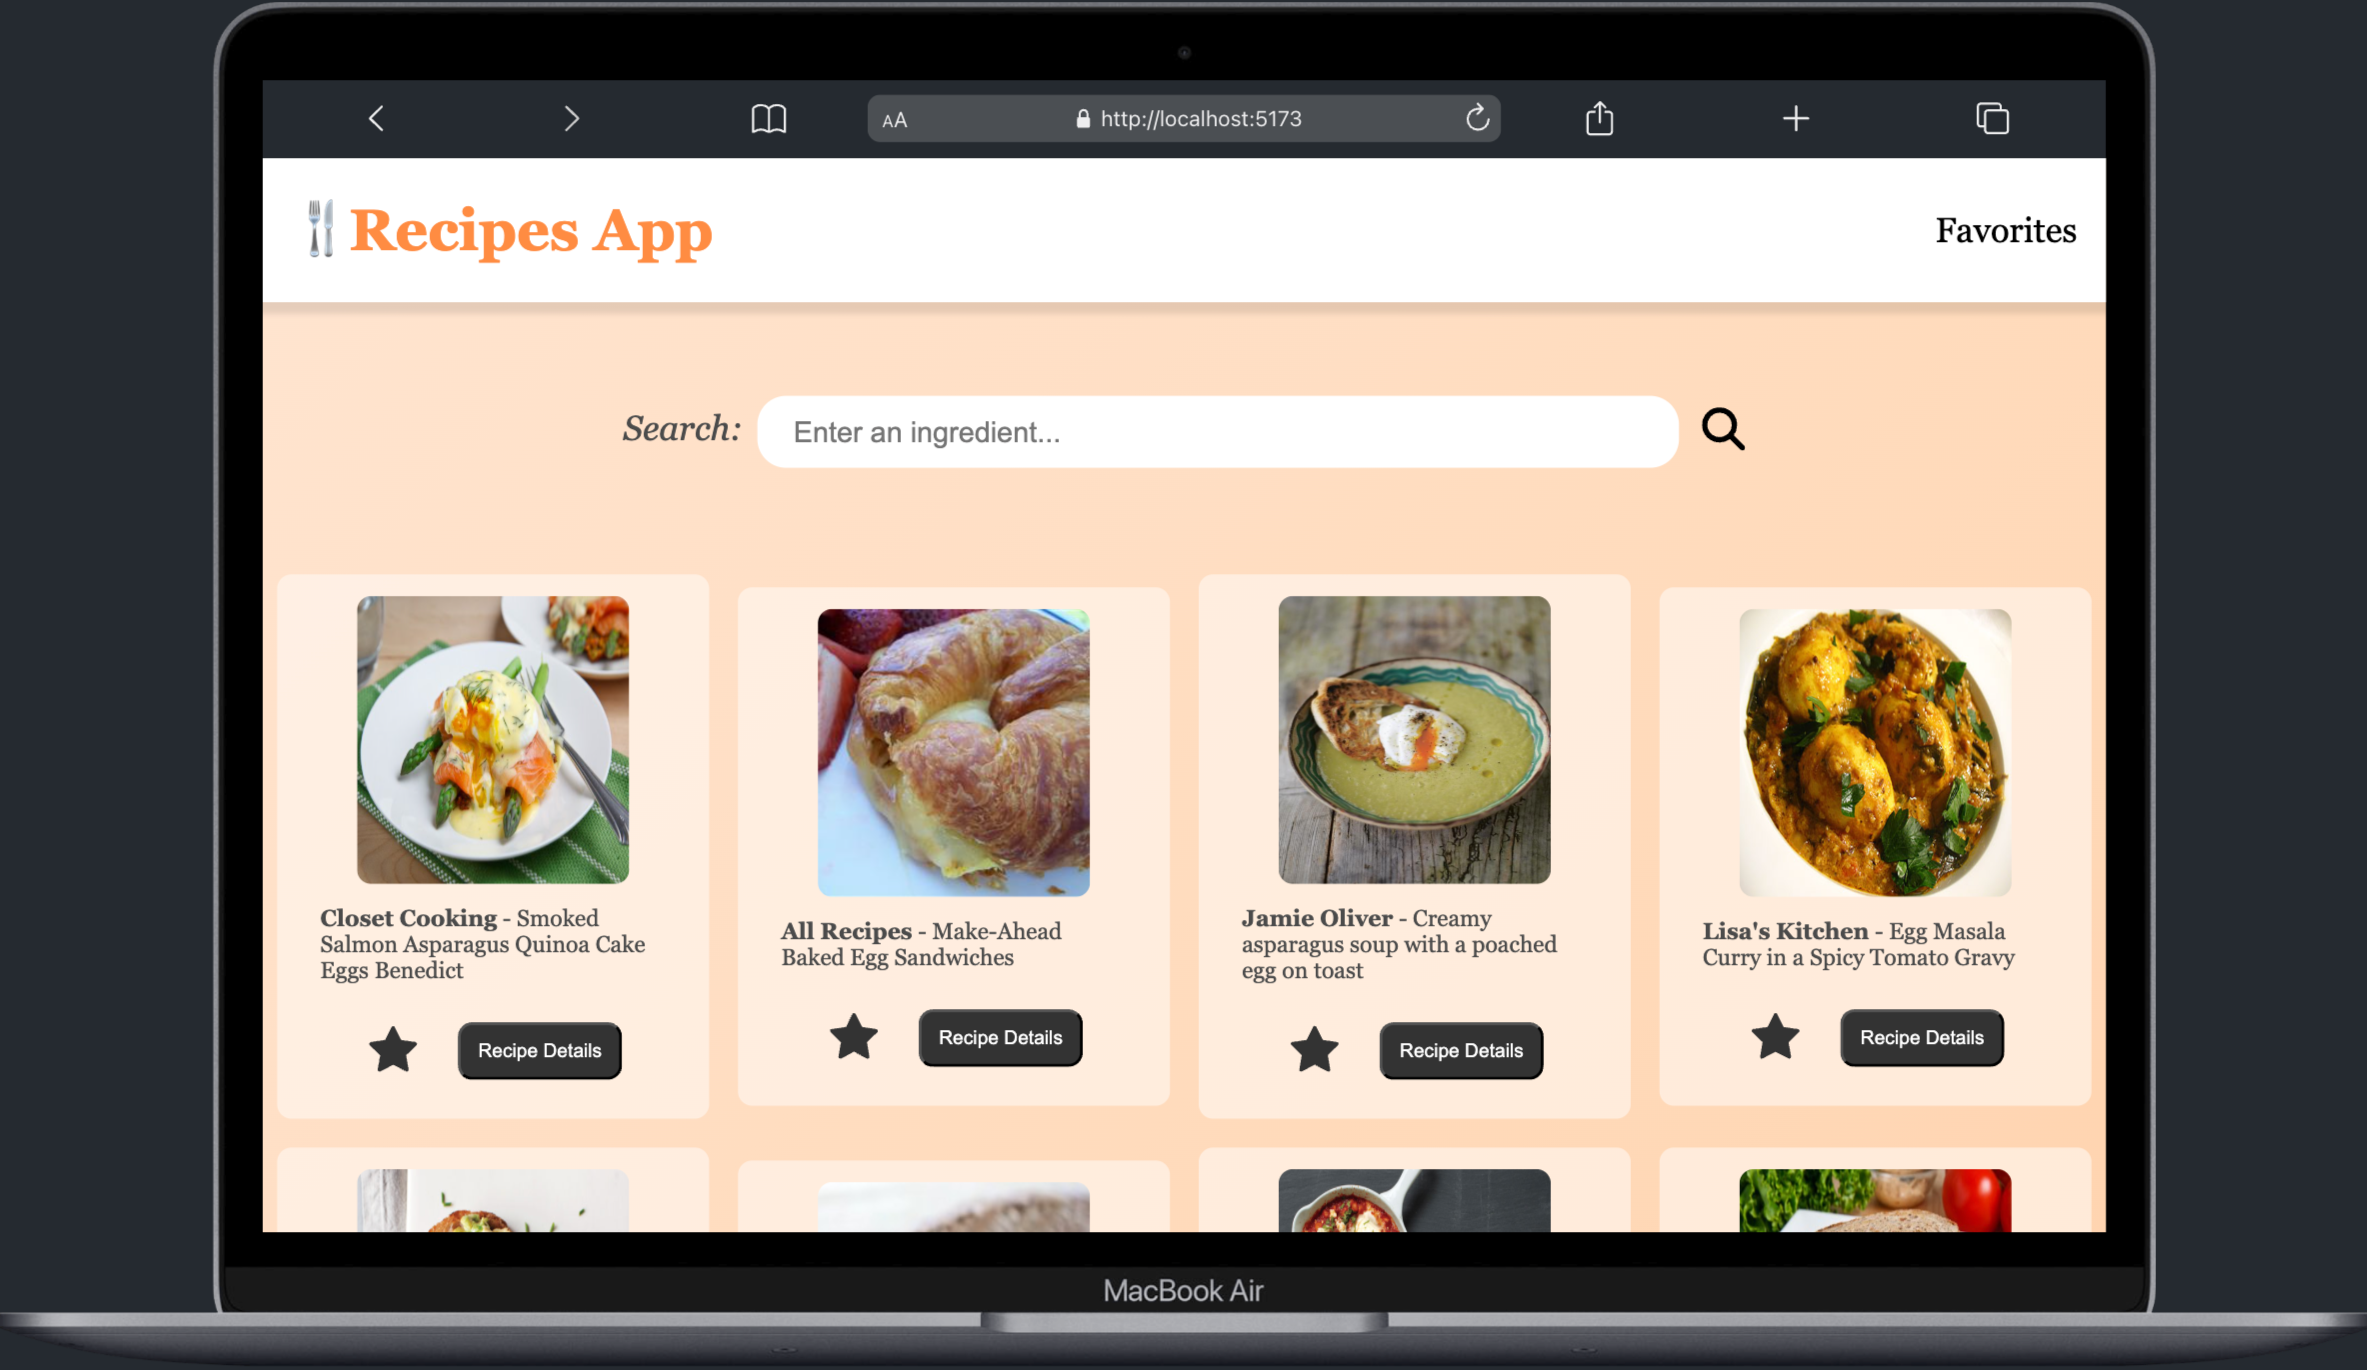 AA
http://localhost:5173
Recipes App
Favorites
Search:
Enter an ingredient...
Closet Cooking - Smoked
Salmon Asparagus Quinoa Cake
Eggs Benedict
Recipe Details
All Recipes - Make-Ahead
Baked Egg Sandwiches
Recipe Details
Jamie Oliver - Creamy
asparagus soup with a poached
egg on toast
Recipe Details
Lisa's Kitchen - Egg Masala
Curry in a Spicy Tomato Gravy
Recipe Details
MacBook Air